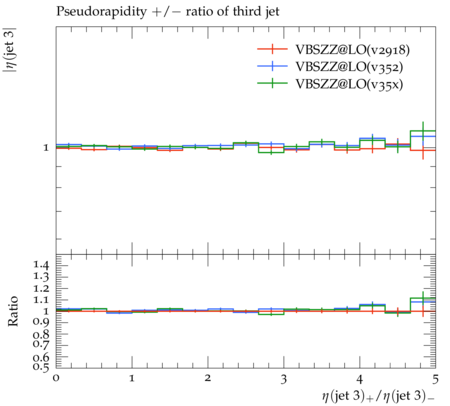 Pseudorapidity +/− ratio of third jet
|η(jet 3)|
VBSZZ@LO(v2918)
VBSZZ@LO(v352)
VBSZZ@LO(v35x)
1
Ratio
1.4
1.3
1.2
1.1
1
0.9
0.8
0.7
0.6
0.5
0 1 2 3 4 5
η(jet 3)₊/η(jet 3)₋